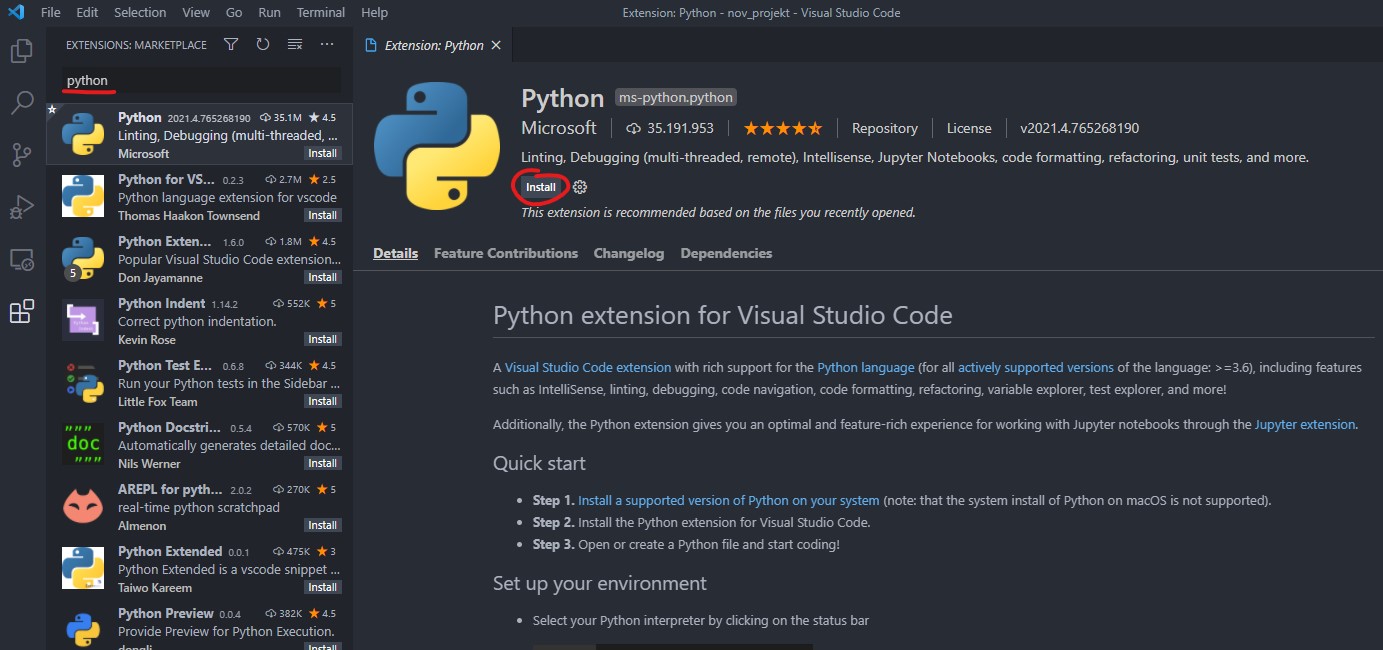 File Edit Selection View Go Run Terminal Help
Extension: Python - nov_projekt - Visual Studio Code
EXTENSIONS: MARKETPLACE
python
Python 2021.4.765268190 35.1M 4.5
Linting, Debugging (multi-threaded, ...
Microsoft Install
Python for VS... 0.2.3 2.7M 2.5
Python language extension for vscode
Thomas Haakon Townsend Install
Python Exten... 1.6.0 1.8M 4.5
Popular Visual Studio Code extension...
5
Don Jayamanne Install
Python Indent 1.14.2 552K 5
Correct python indentation.
Kevin Rose Install
Python Test E... 0.6.8 344K 4.5
Run your Python tests in the Sidebar ...
Little Fox Team Install
Python Docstri... 0.5.4 570K 5
""" doc """
Automatically generates detailed doc...
Nils Werner Install
AREPL for pyth... 2.0.2 270K 5
real-time python scratchpad
Almenon Install
Python Extended 0.0.1 475K 3
Python Extended is a vscode snippet ...
Taiwo Kareem Install
Python Preview 0.0.4 382K 4.5
Provide Preview for Python Execution.
dongli Install
Extension: Python
Python ms-python.python
Microsoft 35.191.953 Repository License v2021.4.765268190
Linting, Debugging (multi-threaded, remote), Intellisense, Jupyter Notebooks, code formatting, refactoring, unit tests, and more.
Install
This extension is recommended based on the files you recently opened.
Details Feature Contributions Changelog Dependencies
Python extension for Visual Studio Code
A Visual Studio Code extension with rich support for the Python language (for all actively supported versions of the language: >=3.6), including features
such as IntelliSense, linting, debugging, code navigation, code formatting, refactoring, variable explorer, test explorer, and more!
Additionally, the Python extension gives you an optimal and feature-rich experience for working with Jupyter notebooks through the Jupyter extension.
Quick start
Step 1. Install a supported version of Python on your system (note: that the system install of Python on macOS is not supported).
Step 2. Install the Python extension for Visual Studio Code.
Step 3. Open or create a Python file and start coding!
Set up your environment
Select your Python interpreter by clicking on the status bar